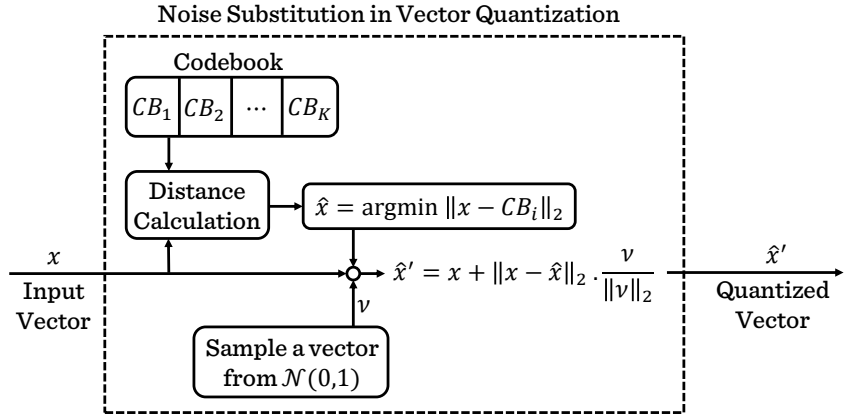 Noise Substitution in Vector Quantization
Codebook
CB₁ CB₂ ⋯ CB_K
Distance
Calculation
x̂ = argmin ‖x − CBᵢ‖₂
x
Input
Vector
x̂′ = x + ‖x − x̂‖₂ . ν / ‖ν‖₂
x̂′
Quantized
Vector
ν
Sample a vector
from 𝒩(0,1)